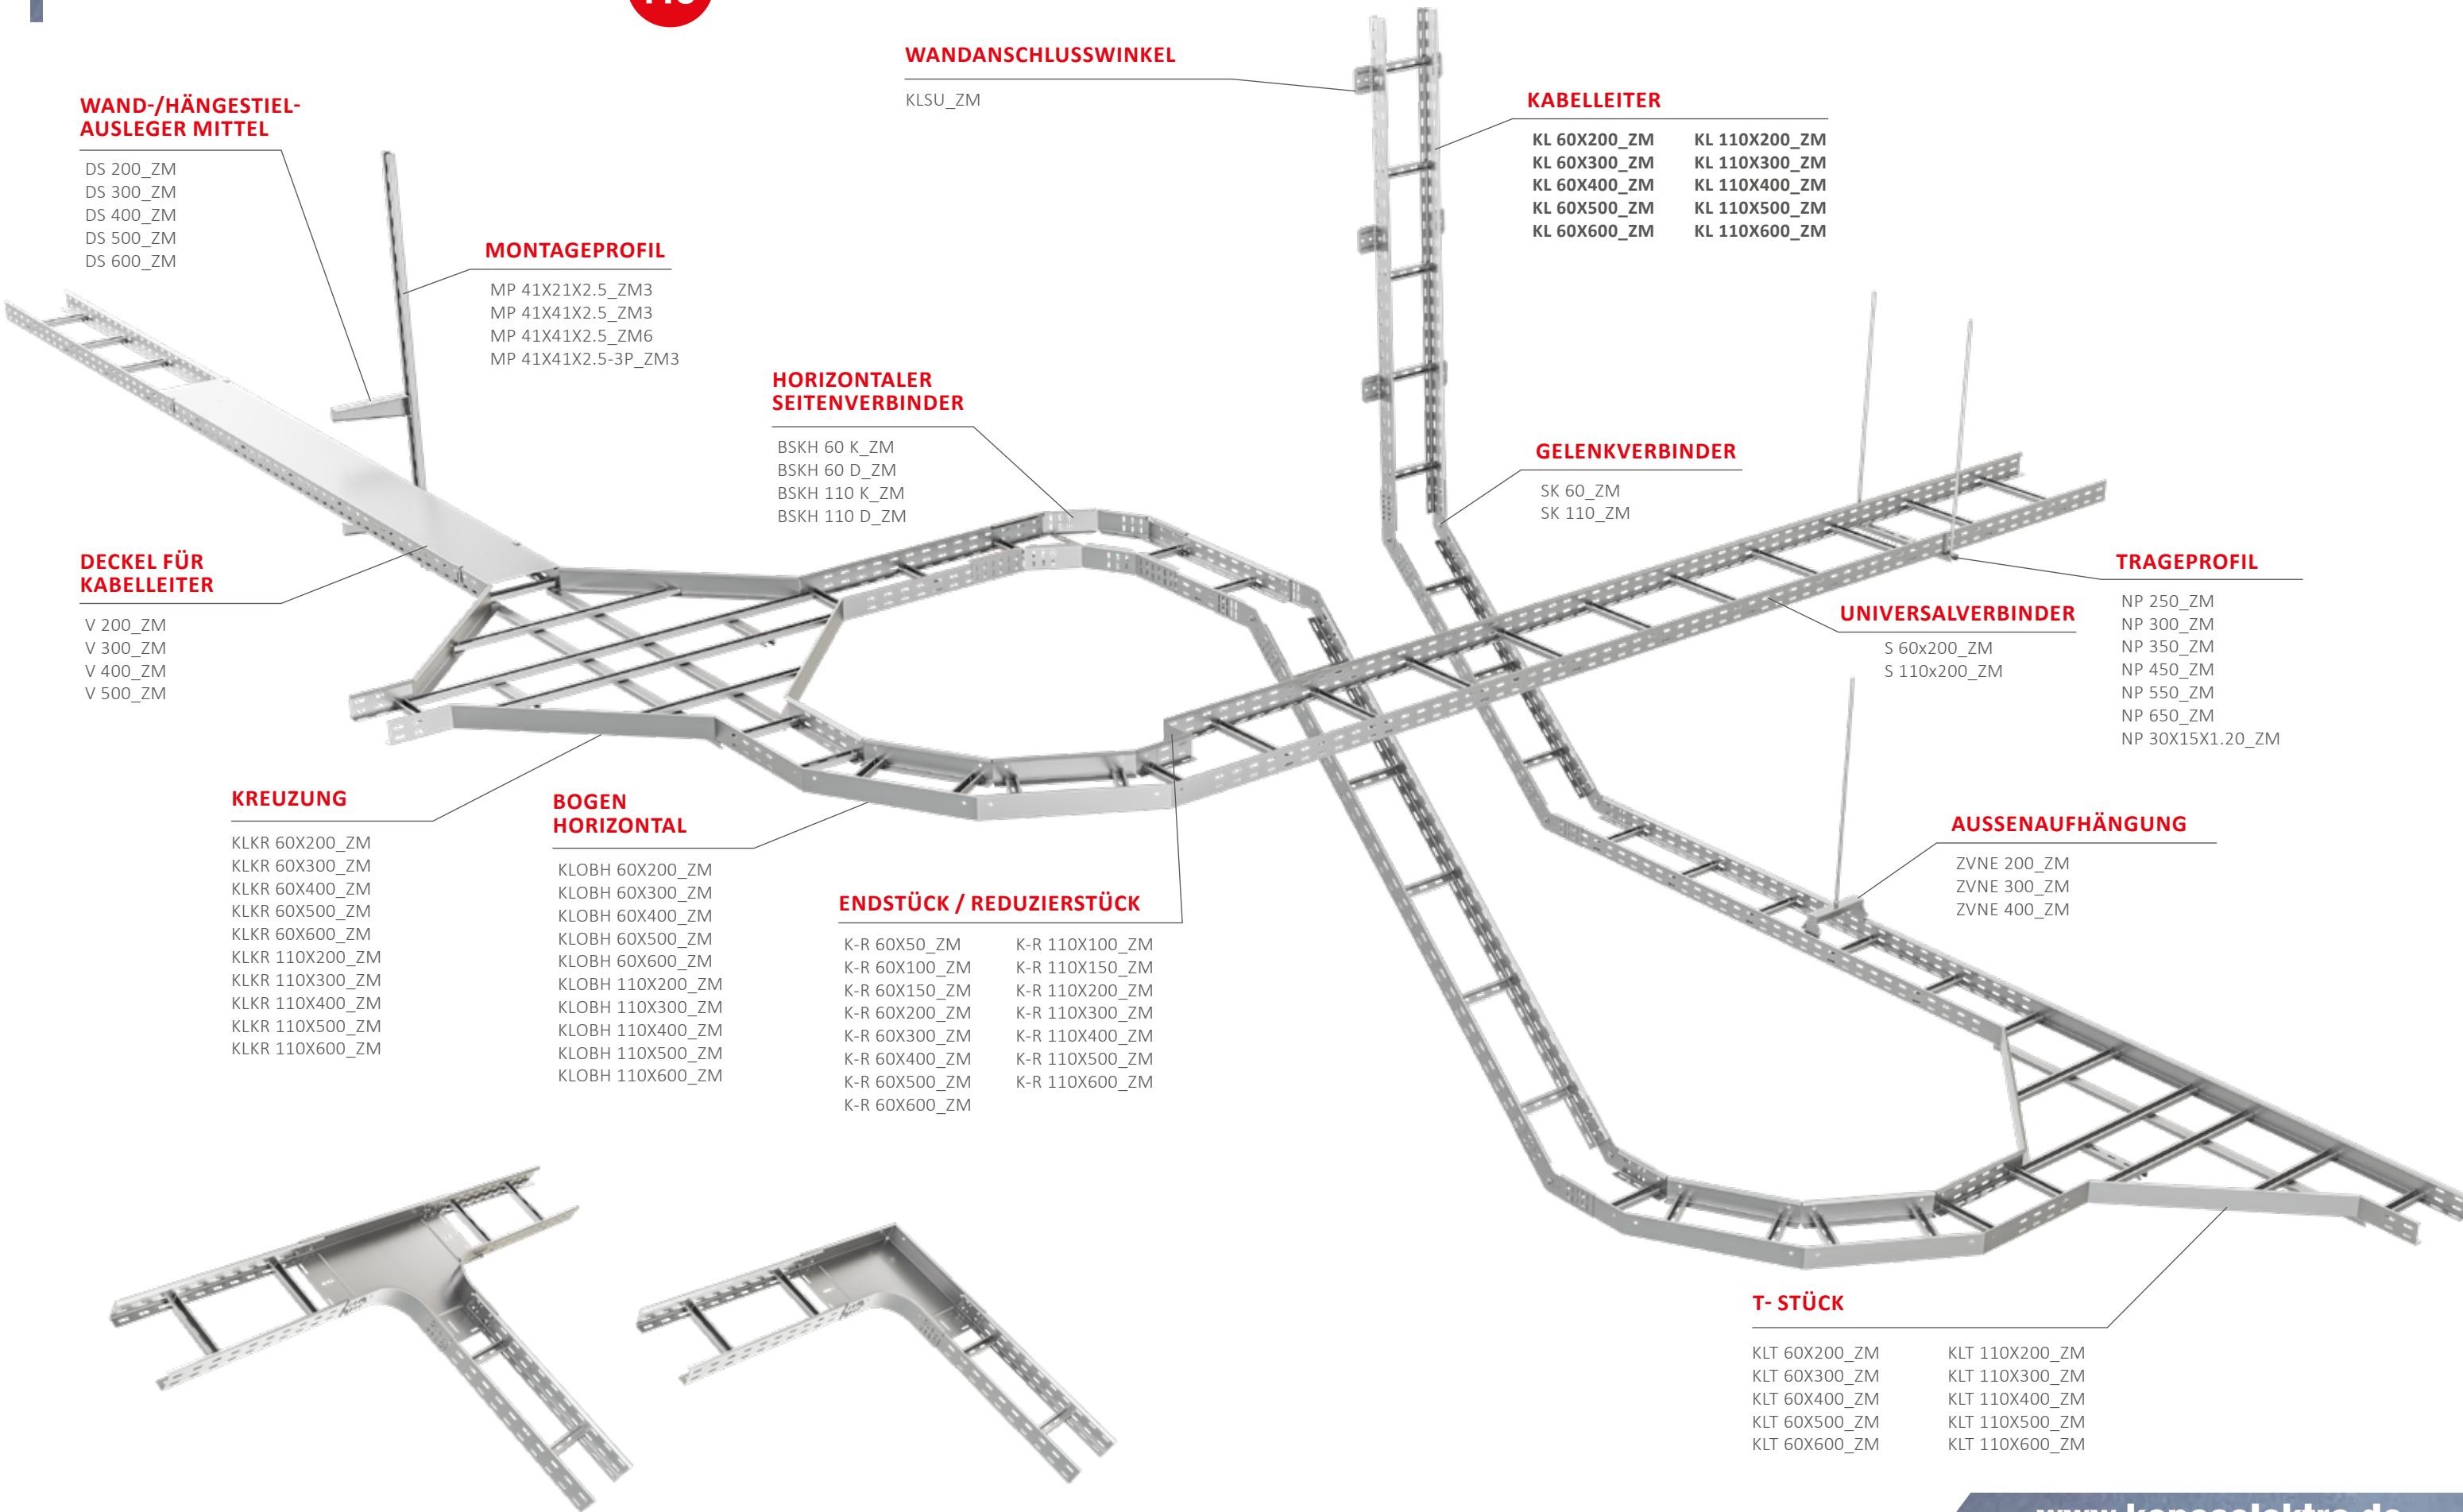 WANDANSCHLUSSWINKEL
KLSU_ZM
WAND-/HÄNGESTIEL-
AUSLEGER MITTEL
DS 200_ZM
DS 300_ZM
DS 400_ZM
DS 500_ZM
DS 600_ZM
KABELLEITER
KL 60X200_ZM KL 110X200_ZM
KL 60X300_ZM KL 110X300_ZM
KL 60X400_ZM KL 110X400_ZM
KL 60X500_ZM KL 110X500_ZM
KL 60X600_ZM KL 110X600_ZM
MONTAGEPROFIL
MP 41X21X2.5_ZM3
MP 41X41X2.5_ZM3
MP 41X41X2.5_ZM6
MP 41X41X2.5-3P_ZM3
HORIZONTALER
SEITENVERBINDER
BSKH 60 K_ZM
BSKH 60 D_ZM
BSKH 110 K_ZM
BSKH 110 D_ZM
GELENKVERBINDER
SK 60_ZM
SK 110_ZM
DECKEL FÜR
KABELLEITER
V 200_ZM
V 300_ZM
V 400_ZM
V 500_ZM
TRAGEPROFIL
NP 250_ZM
NP 300_ZM
NP 350_ZM
NP 450_ZM
NP 550_ZM
NP 650_ZM
NP 30X15X1.20_ZM
UNIVERSALVERBINDER
S 60x200_ZM
S 110x200_ZM
KREUZUNG
KLKR 60X200_ZM
KLKR 60X300_ZM
KLKR 60X400_ZM
KLKR 60X500_ZM
KLKR 60X600_ZM
KLKR 110X200_ZM
KLKR 110X300_ZM
KLKR 110X400_ZM
KLKR 110X500_ZM
KLKR 110X600_ZM
BOGEN
HORIZONTAL
KLOBH 60X200_ZM
KLOBH 60X300_ZM
KLOBH 60X400_ZM
KLOBH 60X500_ZM
KLOBH 60X600_ZM
KLOBH 110X200_ZM
KLOBH 110X300_ZM
KLOBH 110X400_ZM
KLOBH 110X500_ZM
KLOBH 110X600_ZM
ENDSTÜCK / REDUZIERSTÜCK
K-R 60X50_ZM K-R 110X100_ZM
K-R 60X100_ZM K-R 110X150_ZM
K-R 60X150_ZM K-R 110X200_ZM
K-R 60X200_ZM K-R 110X300_ZM
K-R 60X300_ZM K-R 110X400_ZM
K-R 60X400_ZM K-R 110X500_ZM
K-R 60X500_ZM K-R 110X600_ZM
K-R 60X600_ZM
AUSSENAUFHÄNGUNG
ZVNE 200_ZM
ZVNE 300_ZM
ZVNE 400_ZM
T- STÜCK
KLT 60X200_ZM KLT 110X200_ZM
KLT 60X300_ZM KLT 110X300_ZM
KLT 60X400_ZM KLT 110X400_ZM
KLT 60X500_ZM KLT 110X500_ZM
KLT 60X600_ZM KLT 110X600_ZM